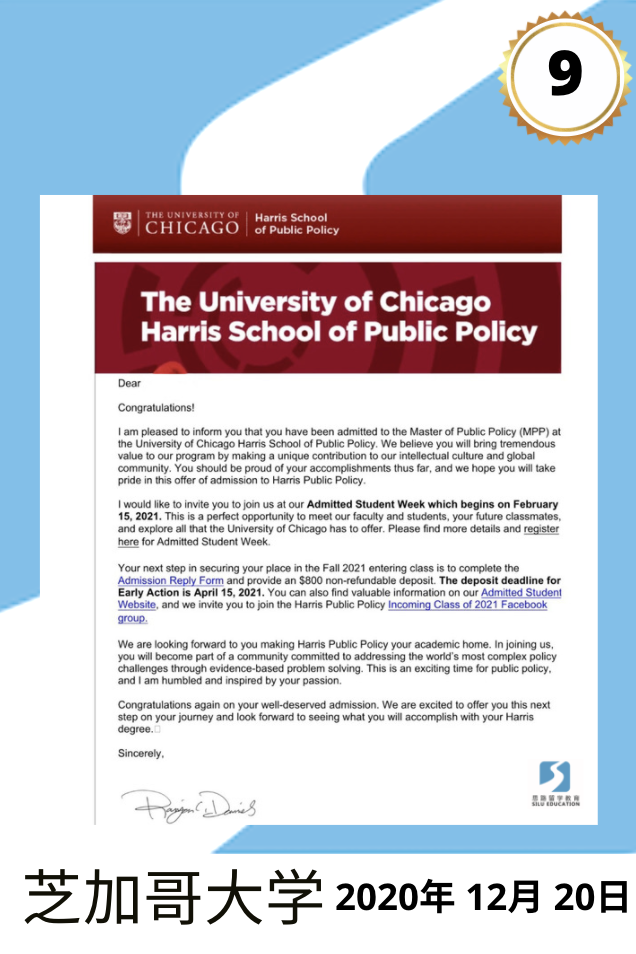 9
THE UNIVERSITY OF
CHICAGO
Harris School
of Public Policy
The University of Chicago
Harris School of Public Policy
Dear
Congratulations!
I am pleased to inform you that you have been admitted to the Master of Public Policy (MPP) at
the University of Chicago Harris School of Public Policy. We believe you will bring tremendous
value to our program by making a unique contribution to our intellectual culture and global
community. You should be proud of your accomplishments thus far, and we hope you will take
pride in this offer of admission to Harris Public Policy.
I would like to invite you to join us at our Admitted Student Week which begins on February
15, 2021. This is a perfect opportunity to meet our faculty and students, your future classmates,
and explore all that the University of Chicago has to offer. Please find more details and register
here for Admitted Student Week.
Your next step in securing your place in the Fall 2021 entering class is to complete the
Admission Reply Form and provide an $800 non-refundable deposit. The deposit deadline for
Early Action is April 15, 2021. You can also find valuable information on our Admitted Student
Website, and we invite you to join the Harris Public Policy Incoming Class of 2021 Facebook
group.
We are looking forward to you making Harris Public Policy your academic home. In joining us,
you will become part of a community committed to addressing the world's most complex policy
challenges through evidence-based problem solving. This is an exciting time for public policy,
and I am humbled and inspired by your passion.
Congratulations again on your well-deserved admission. We are excited to offer you this next
step on your journey and look forward to seeing what you will accomplish with your Harris
degree.
Sincerely,
思路留学教育
SILU EDUCATION
芝加哥大学 2020年 12月 20日